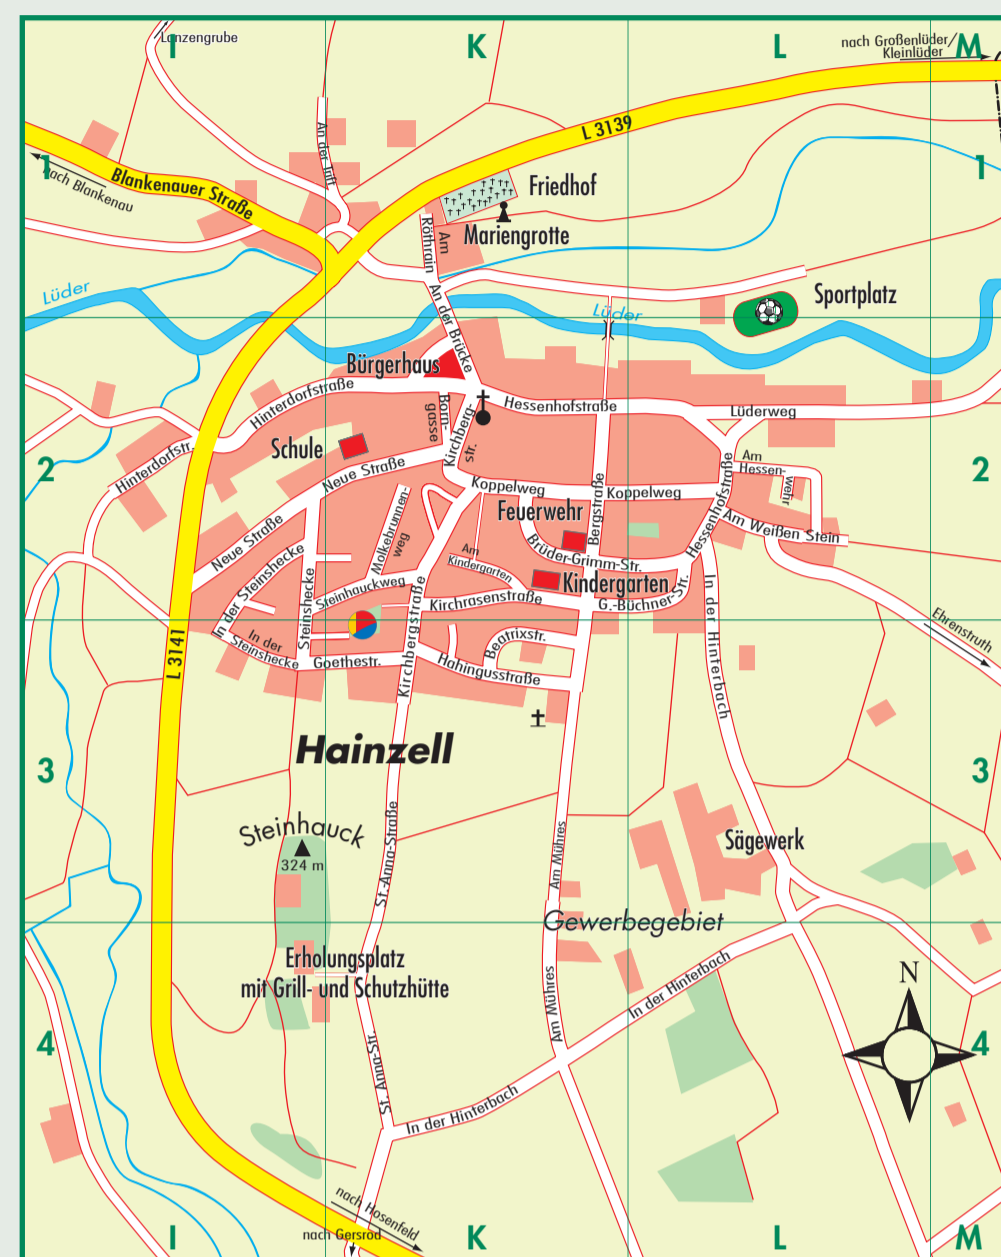 I
K
L
M
Lanzengrube
nach Großenlüder/
Kleinlüder
L 3139
An der Trift
1
1
nach Blankenau
Blankenauer Straße
Friedhof
Mariengrotte
Am
Röthrain
Lüder
Lüder
Sportplatz
An der Brücke
Bürgerhaus
Hinterdorfstraße
Born-
gasse
Kirchberg-
str.
Hessenhofstraße
Lüderweg
Schule
Hinterdorfstr.
Neue Straße
2
2
Am
Hessen-
wehr
Koppelweg
Koppelweg
Feuerwehr
Bergstraße
Hessenhofstraße
Am Weißen Stein
Neue Straße
Molkebrunnen-
weg
Am
Kindergarten
Brüder-Grimm-Str.
Kindergarten
In der Steinshecke
Steinshecke
Steinhauckweg
Kirchrasenstraße
G.-Büchner-Str.
In der Hinterbach
Ehrenstruth
In der
Steinshecke
Goethestr.
Kirchbergstraße
Beatrixstr.
Hahingusstraße
L 3141
Hainzell
3
3
Steinhauck
324 m
St.-Anna-Straße
Am Mühres
Sägewerk
Gewerbegebiet
Erholungsplatz
mit Grill- und Schutzhütte
Am Mühres
In der Hinterbach
N
4
4
St. Anna-Str.
In der Hinterbach
nach Hosenfeld
nach Gersrod
I
K
L
M